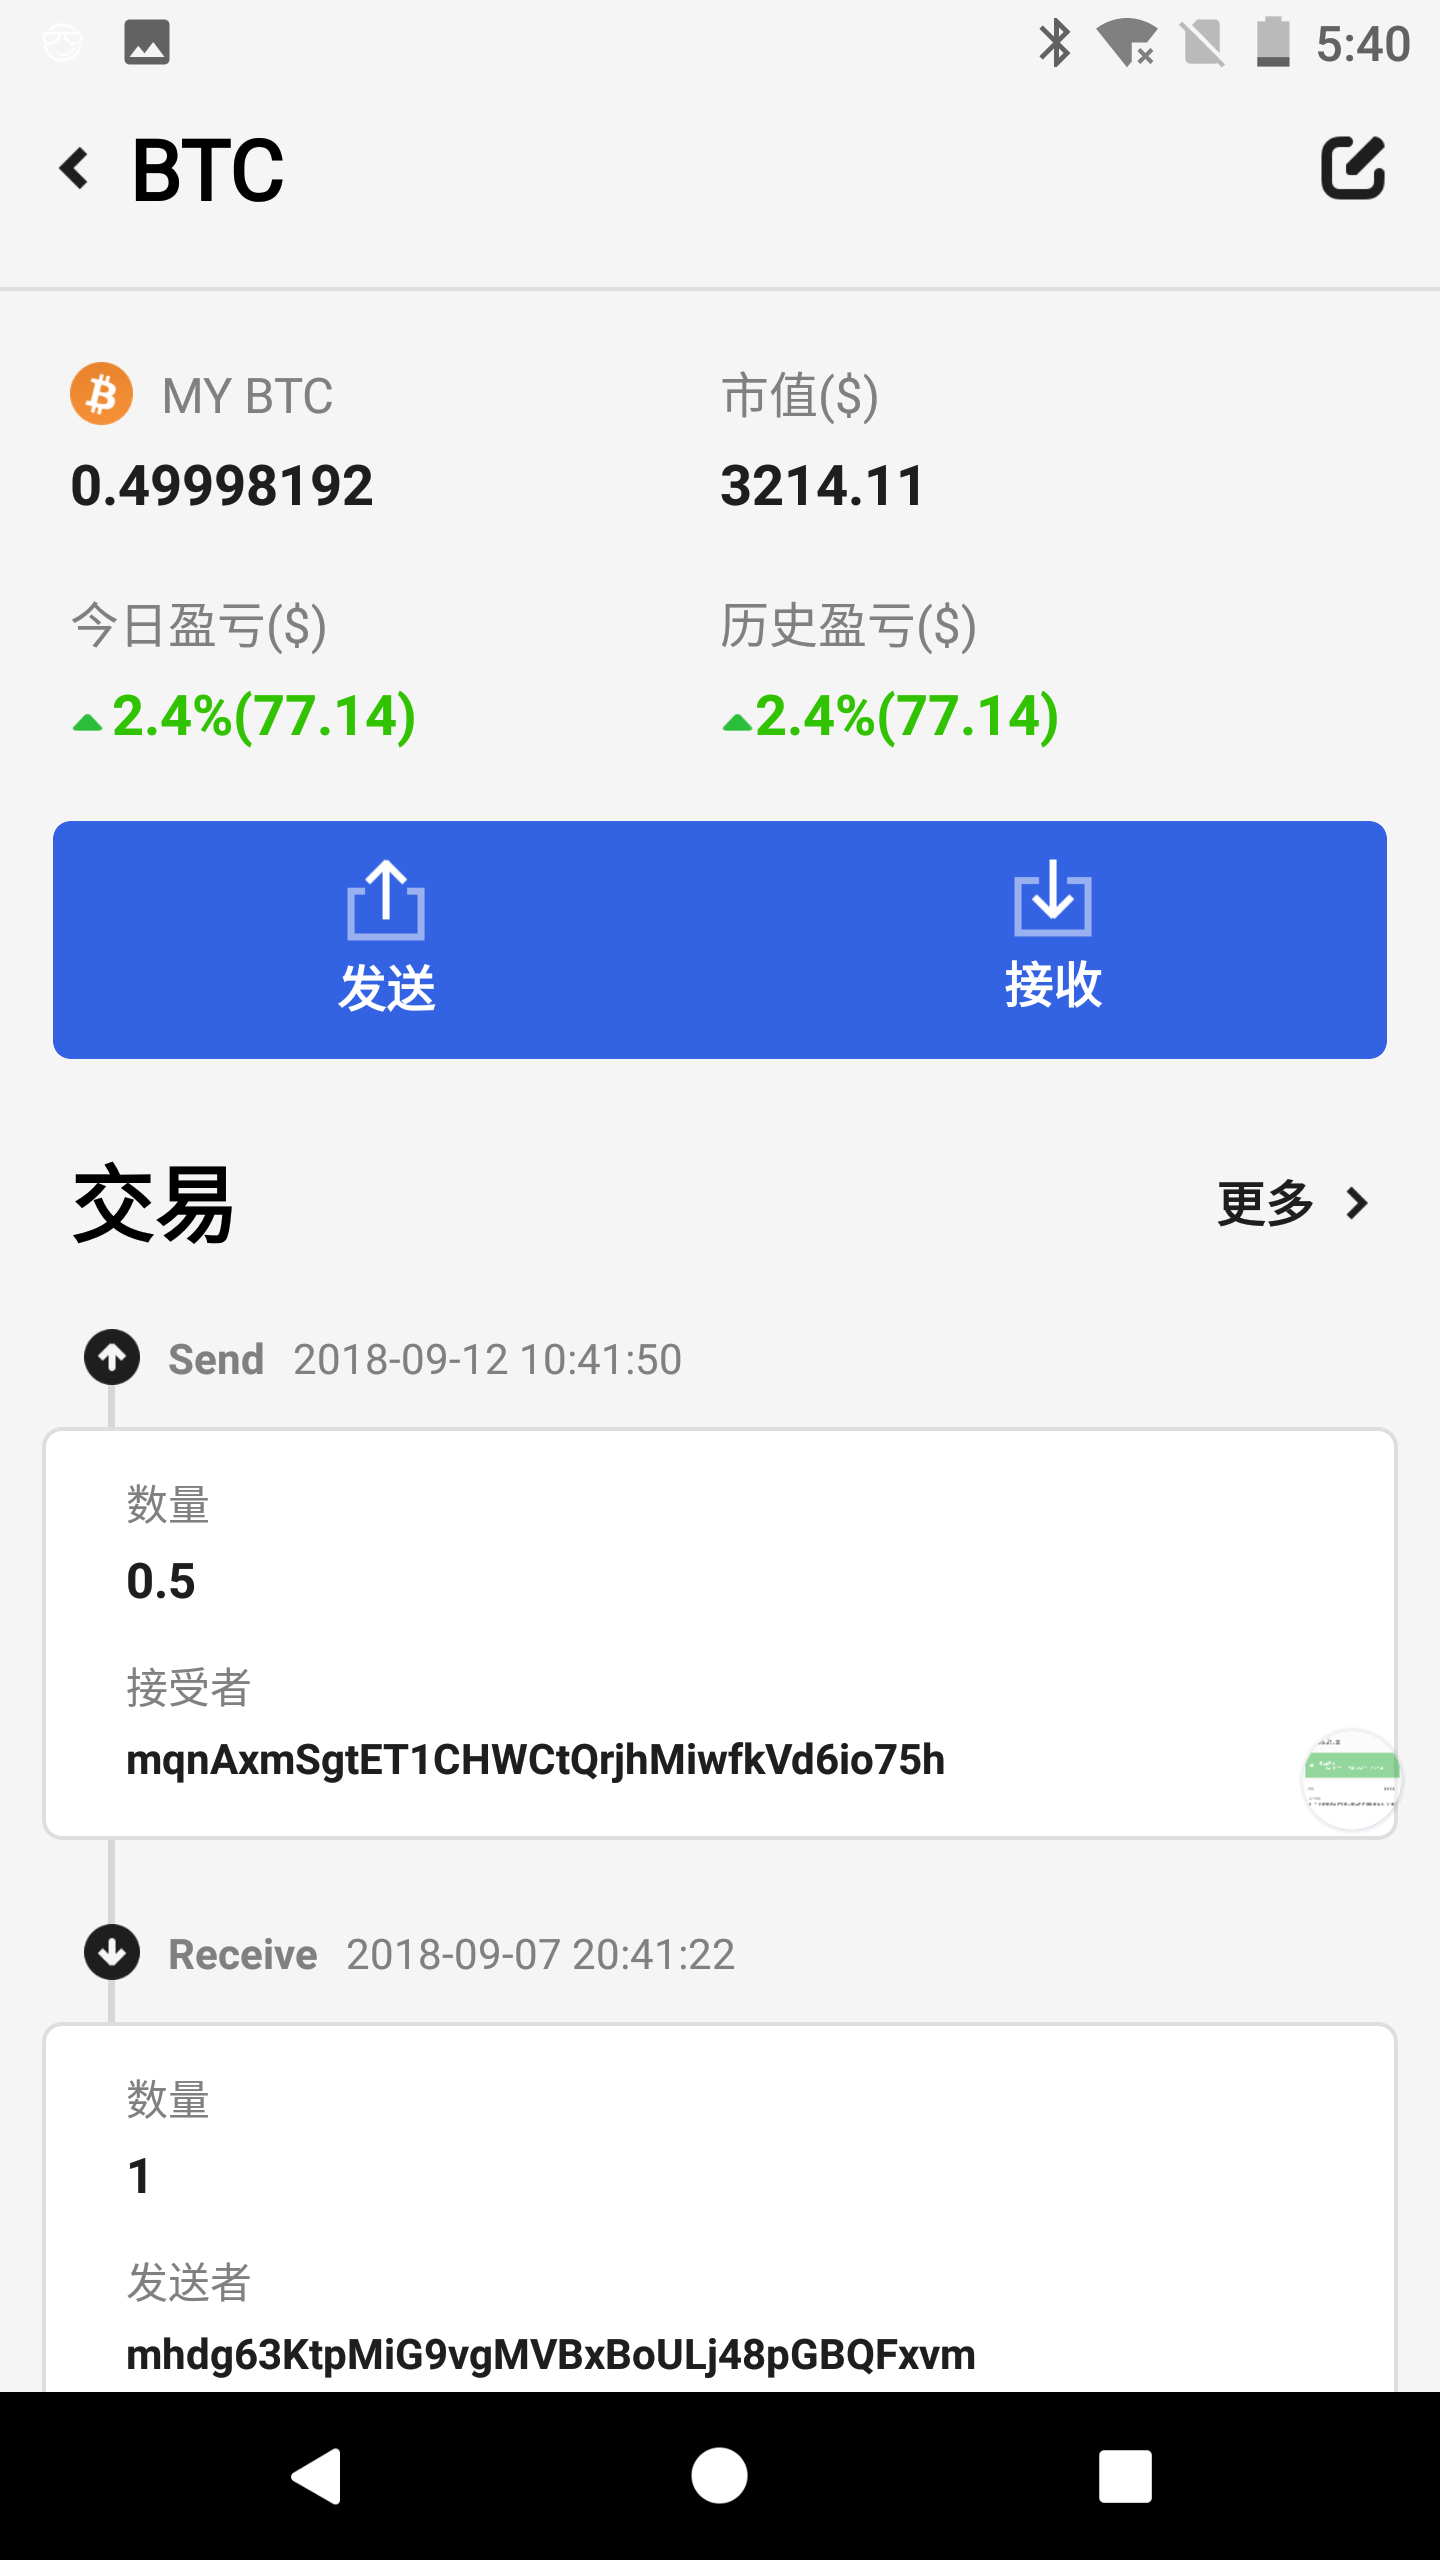 5:40
BTC
MY BTC
市值($)
0.49998192
3214.11
今日盈亏($)
历史盈亏($)
2.4%(77.14)
2.4%(77.14)
发送
接收
交易
更多
Send 2018-09-12 10:41:50
数量
0.5
接受者
mqnAxmSgtET1CHWCtQrjhMiwfkVd6io75h
Receive 2018-09-07 20:41:22
数量
1
发送者
mhdg63KtpMiG9vgMVBxBoULj48pGBQFxvm